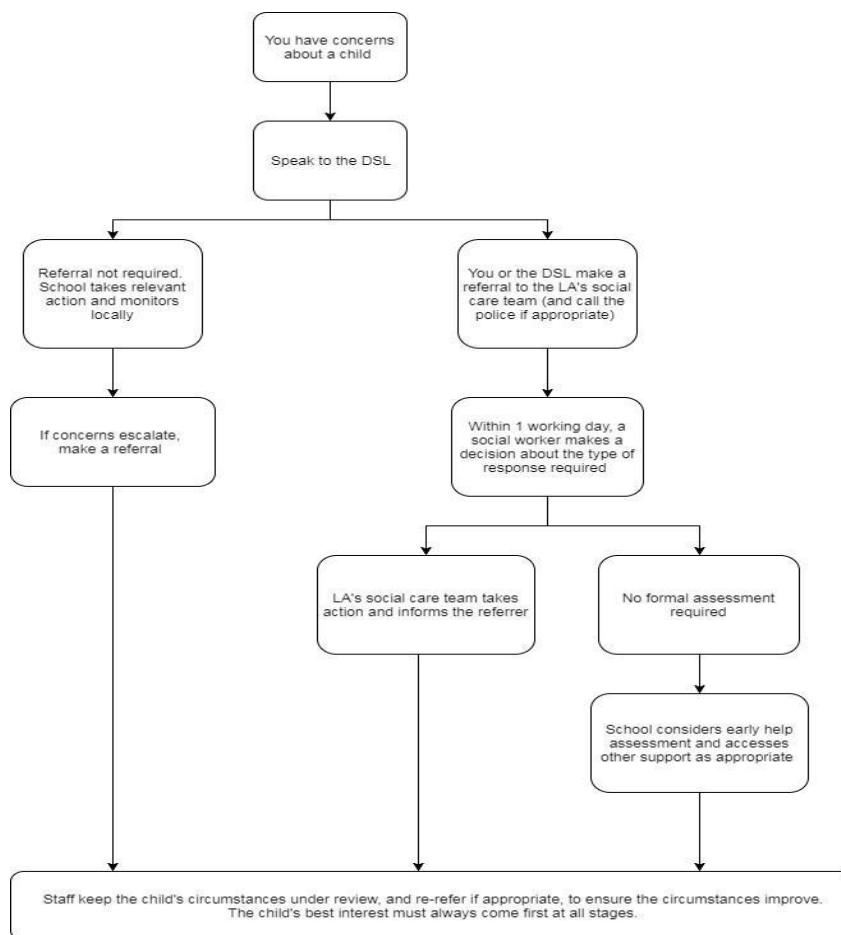 You have concerns
about a child
Speak to the DSL
Referral not required.
School takes relevant
action and monitors
locally
You or the DSL make a
referral to the LA's social
care team (and call the
police if appropriate)
If concerns escalate,
make a referral
Within 1 working day, a
social worker makes a
decision about the type of
response required
LA's social care team takes
action and informs the referrer
No formal assessment
required
School considers early help
assessment and accesses
other support as appropriate
Staff keep the child's circumstances under review, and re-refer if appropriate, to ensure the circumstances improve.
The child's best interest must always come first at all stages.